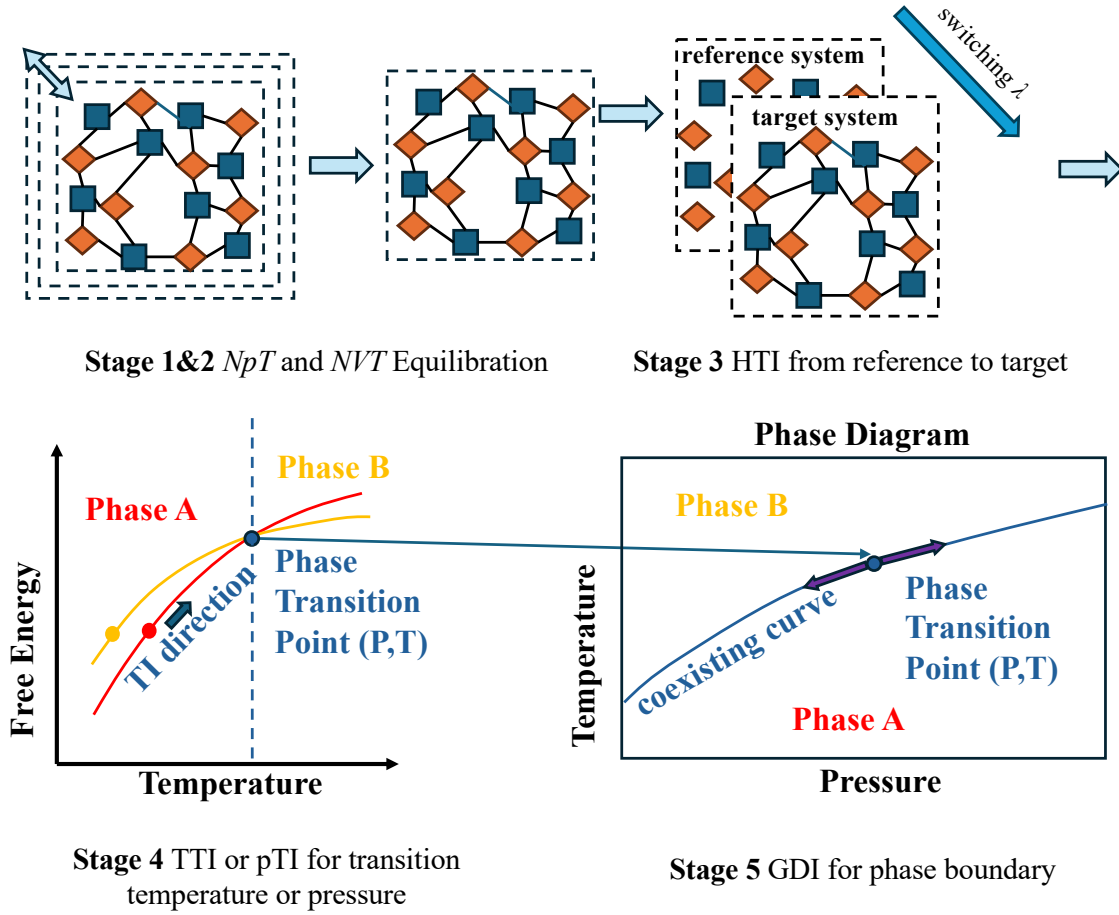 reference system
target system
switching λ
Stage 1&2 NpT and NVT Equilibration
Stage 3 HTI from reference to target
Free Energy
Phase A
Phase B
TI direction
Phase
Transition
Point (P,T)
Temperature
Stage 4 TTI or pTI for transition
temperature or pressure
Phase Diagram
Temperature
Phase B
coexisting curve
Phase
Transition
Point (P,T)
Phase A
Pressure
Stage 5 GDI for phase boundary